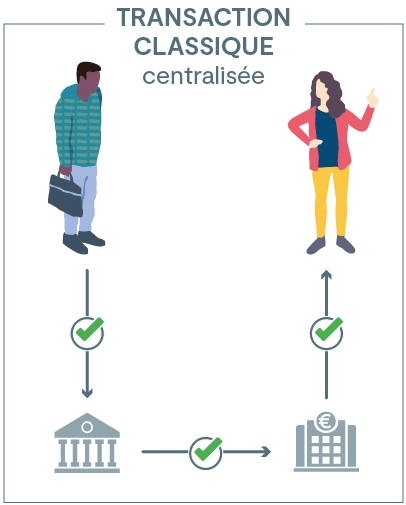 TRANSACTION
CLASSIQUE
centralisée
€